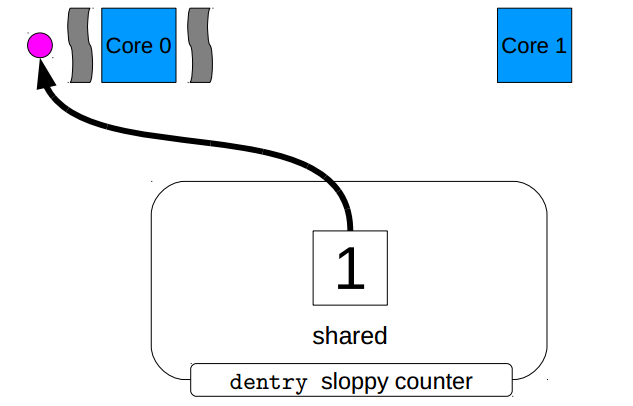 Core 0
Core 1
1
shared
dentry sloppy counter